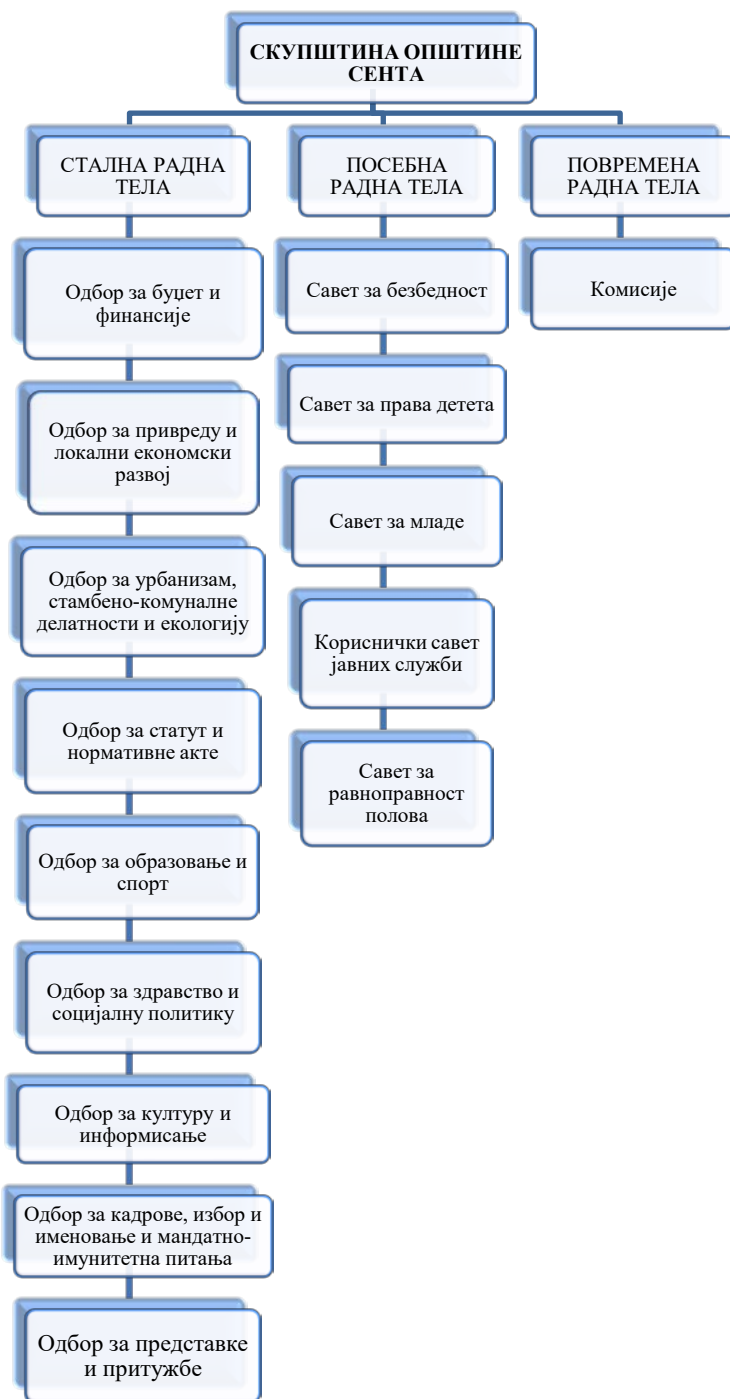 СКУПШТИНА ОПШТИНЕ
СЕНТА
СТАЛНА РАДНА
ТЕЛА
Одбор за буџет и
финансије
Одбор за привреду и
локални економски
развој
Одбор за урбанизам,
стамбено-комуналне
делатности и екологију
Одбор за статут и
нормативне акте
Одбор за образовање и
спорт
Одбор за здравство и
социјалну политику
Одбор за културу и
информисање
Одбор за кадрове, избор и
именовање и мандатно-
имунитетна питања
Одбор за представке
и притужбе
ПОСЕБНА
РАДНА ТЕЛА
Савет за безбедност
Савет за права детета
Савет за младе
Кориснички савет
јавних служби
Савет за
равноправност
полова
ПОВРЕМЕНА
РАДНА ТЕЛА
Комисије